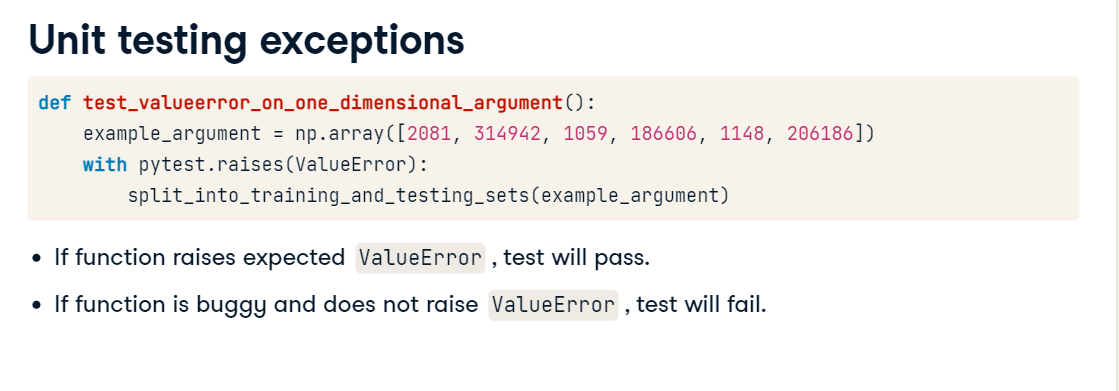 Unit testing exceptions
def test_valueerror_on_one_dimensional_argument():
    example_argument = np.array([2081, 314942, 1059, 186606, 1148, 206186])
    with pytest.raises(ValueError):
        split_into_training_and_testing_sets(example_argument)
• If function raises expected ValueError , test will pass.
• If function is buggy and does not raise ValueError , test will fail.